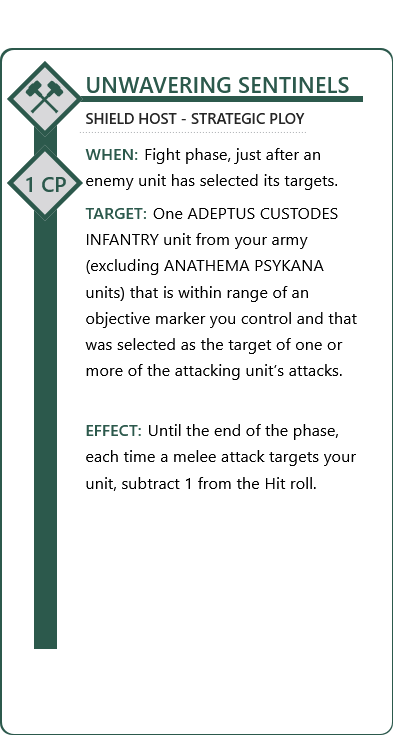 UNWAVERING SENTINELS
SHIELD HOST - STRATEGIC PLOY
1 CP
WHEN: Fight phase, just after an
enemy unit has selected its targets.
TARGET: One ADEPTUS CUSTODES
INFANTRY unit from your army
(excluding ANATHEMA PSYKANA
units) that is within range of an
objective marker you control and that
was selected as the target of one or
more of the attacking unit’s attacks.
EFFECT: Until the end of the phase,
each time a melee attack targets your
unit, subtract 1 from the Hit roll.